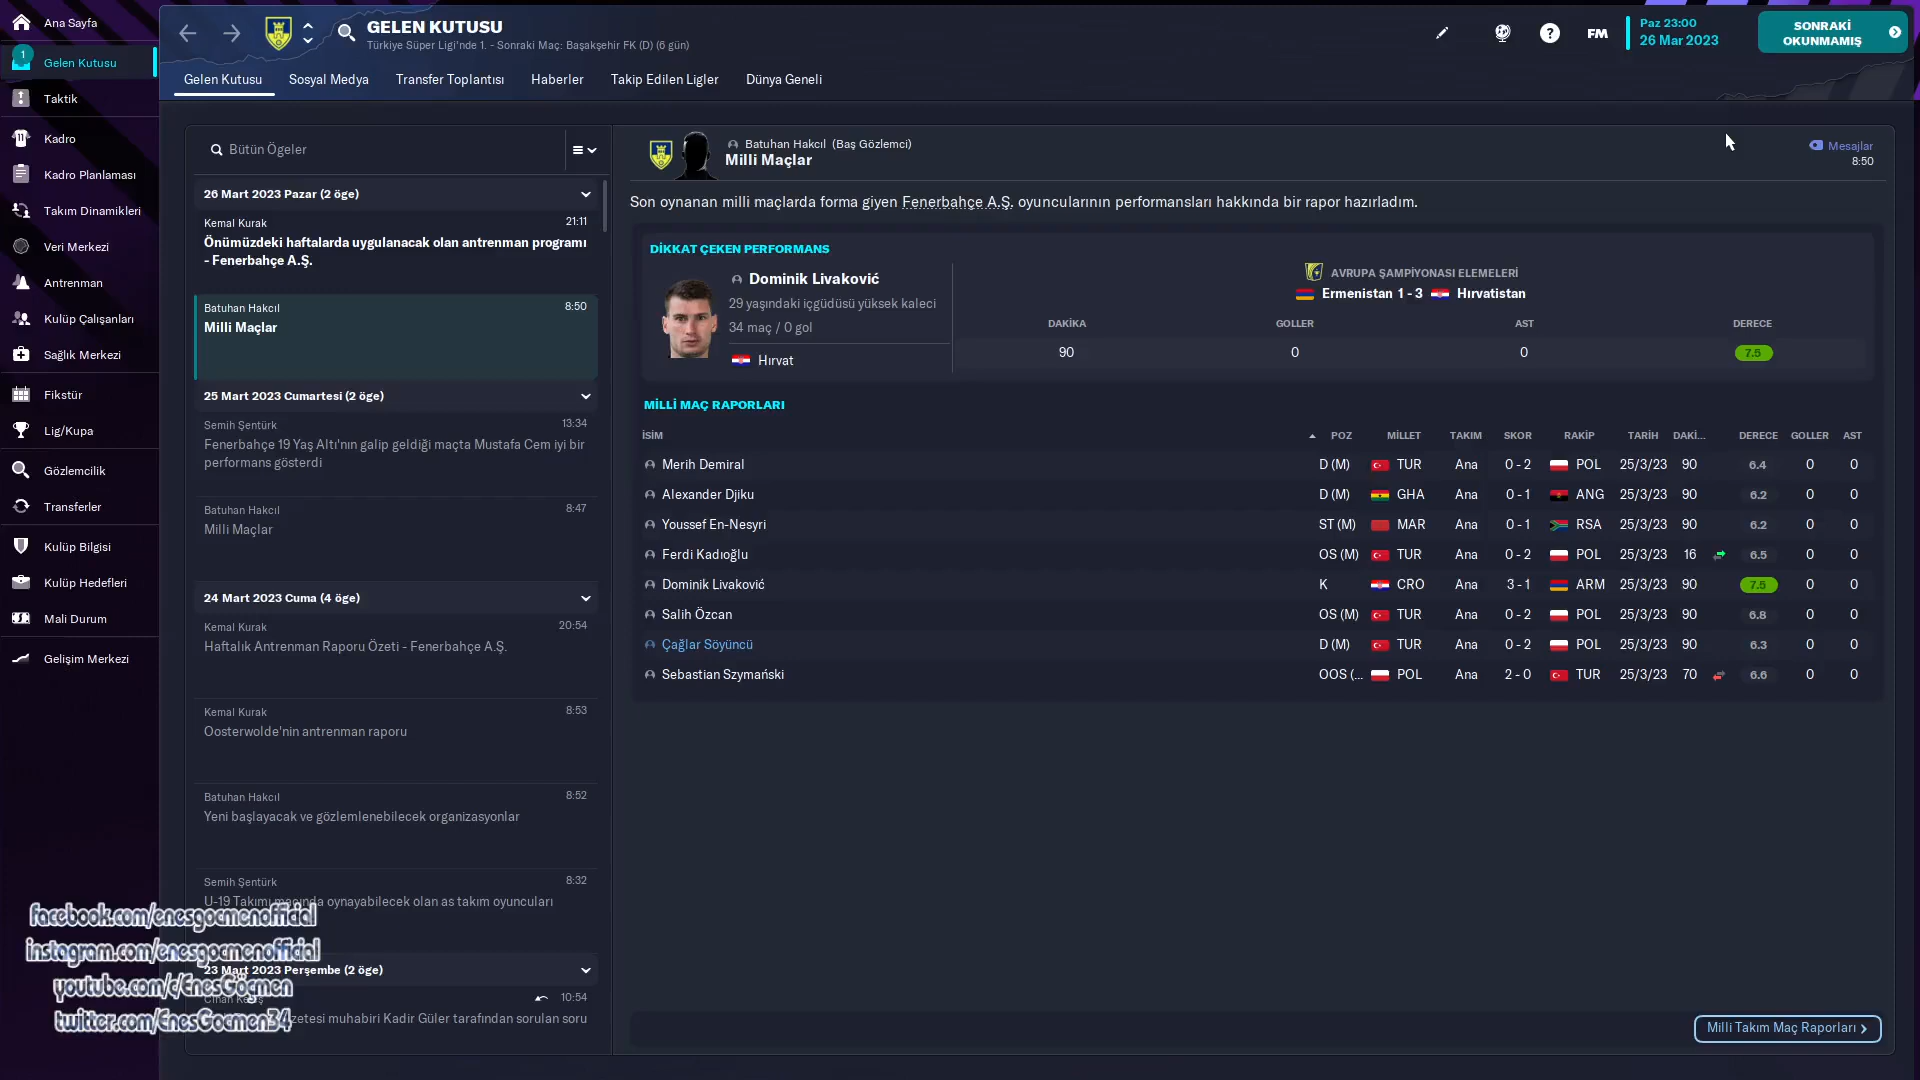 Ana Sayfa
1
Gelen Kutusu
Taktik
Kadro
Kadro Planlaması
Takım Dinamikleri
Veri Merkezi
Antrenman
Kulüp Çalışanları
Sağlık Merkezi
Fikstür
Lig/Kupa
Gözlemcilik
Transferler
Kulüp Bilgisi
Kulüp Hedefleri
Mali Durum
Gelişim Merkezi
GELEN KUTUSU
Türkiye Süper Ligi'nde 1. - Sonraki Maç: Başakşehir FK (D) (6 gün)
FM
Paz 23:00
26 Mar 2023
SONRAKİ
OKUNMAMIŞ
Gelen Kutusu Sosyal Medya Transfer Toplantısı Haberler Takip Edilen Ligler Dünya Geneli
Bütün Ögeler
26 Mart 2023 Pazar (2 öge)
Kemal Kurak 21:11
Önümüzdeki haftalarda uygulanacak olan antrenman programı
- Fenerbahçe A.Ş.
Batuhan Hakcıl 8:50
Milli Maçlar
25 Mart 2023 Cumartesi (2 öge)
Semih Şentürk 13:34
Fenerbahçe 19 Yaş Altı'nın galip geldiği maçta Mustafa Cem iyi bir
performans gösterdi
Batuhan Hakcıl 8:47
Milli Maçlar
24 Mart 2023 Cuma (4 öge)
Kemal Kurak 20:54
Haftalık Antrenman Raporu Özeti - Fenerbahçe A.Ş.
Kemal Kurak 8:53
Oosterwolde'nin antrenman raporu
Batuhan Hakcıl 8:52
Yeni başlayacak ve gözlemlenebilecek organizasyonlar
Semih Şentürk 8:32
U-19 Takımı maçında oynayabilecek olan as takım oyuncuları
23 Mart 2023 Perşembe (2 öge)
10:54
muhabiri Kadir Güler tarafından sorulan soru
facebook.com/enesgocmenofficial
instagram.com/enesgocmenofficial
youtube.com/c/EnesGöçmen
twitter.com/EnesGocmen34
Batuhan Hakcıl (Baş Gözlemci)
Milli Maçlar
Mesajlar
8:50
Son oynanan milli maçlarda forma giyen Fenerbahçe A.Ş. oyuncularının performansları hakkında bir rapor hazırladım.
DİKKAT ÇEKEN PERFORMANS
Dominik Livaković
29 yaşındaki içgüdüsü yüksek kaleci
34 maç / 0 gol
Hırvat
AVRUPA ŞAMPİYONASI ELEMELERİ
Ermenistan 1 - 3 Hırvatistan
DAKİKA GOLLER AST DERECE
90 0 0 7.5
MİLLİ MAÇ RAPORLARI
İSİM POZ MİLLET TAKIM SKOR RAKİP TARİH DAKİ... DERECE GOLLER AST
Merih Demiral D (M) TUR Ana 0 - 2 POL 25/3/23 90 6.4 0 0
Alexander Djiku D (M) GHA Ana 0 - 1 ANG 25/3/23 90 6.2 0 0
Youssef En-Nesyri ST (M) MAR Ana 0 - 1 RSA 25/3/23 90 6.2 0 0
Ferdi Kadıoğlu OS (M) TUR Ana 0 - 2 POL 25/3/23 16 6.5 0 0
Dominik Livaković K CRO Ana 3 - 1 ARM 25/3/23 90 7.5 0 0
Salih Özcan OS (M) TUR Ana 0 - 2 POL 25/3/23 90 6.8 0 0
Çağlar Söyüncü D (M) TUR Ana 0 - 2 POL 25/3/23 90 6.3 0 0
Sebastian Szymański OOS (... POL Ana 2 - 0 TUR 25/3/23 70 6.6 0 0
Milli Takım Maç Raporları